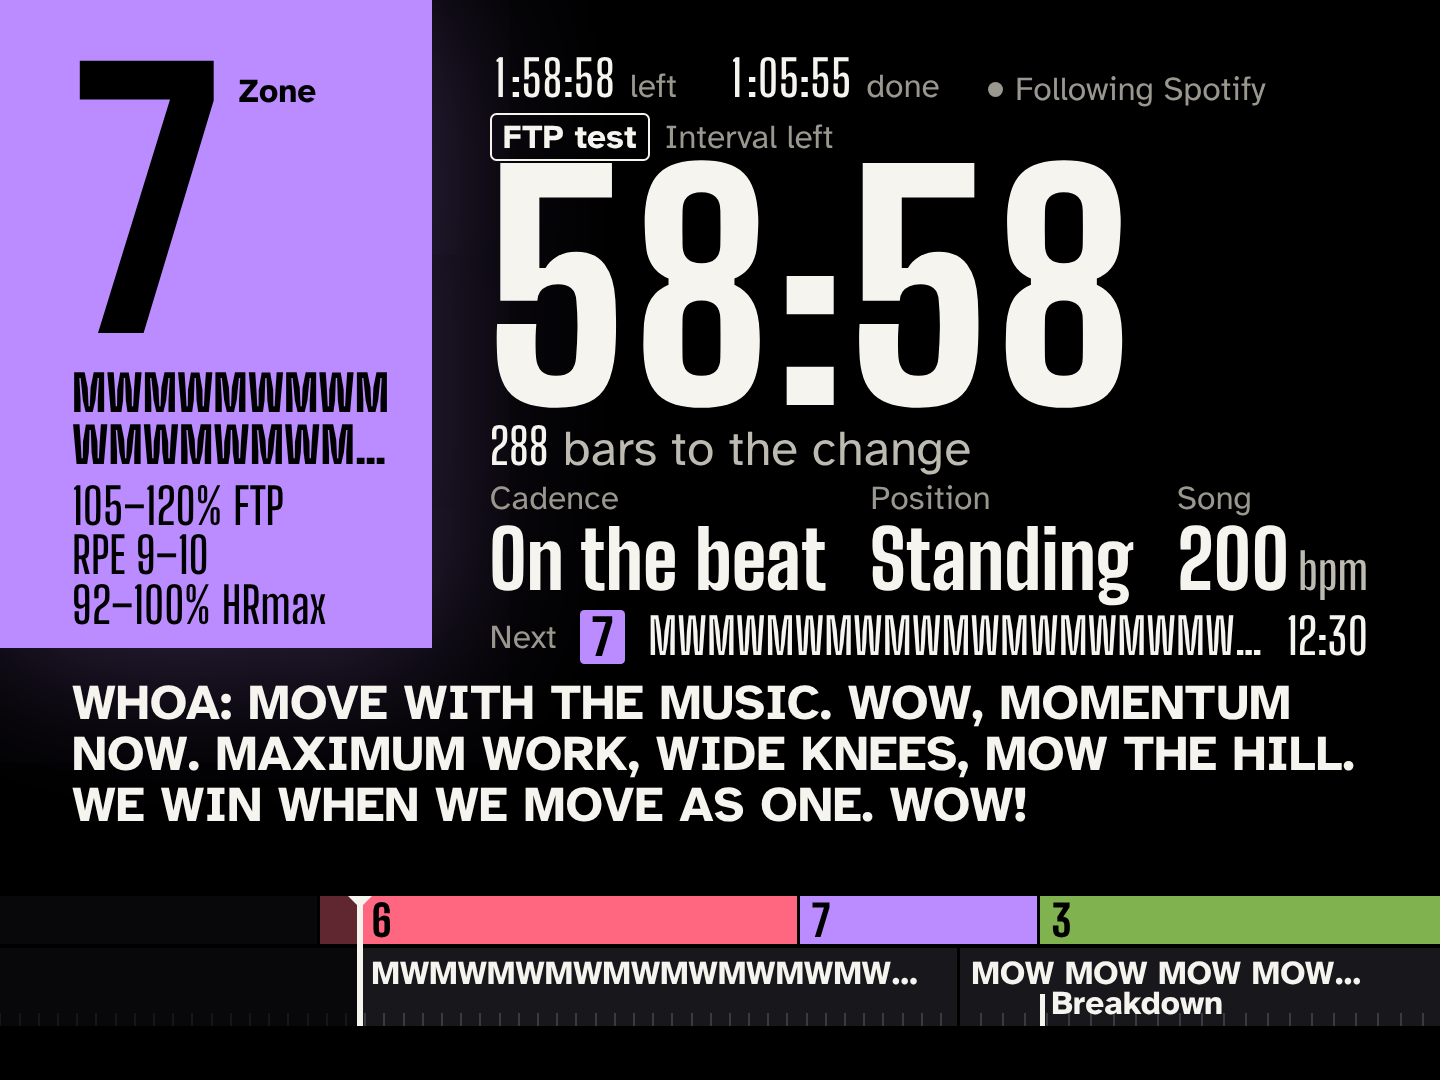 7 Zone
MWMWMWMWM
WMWMWMWM...
105–120% FTP
RPE 9–10
92–100% HRmax
1:58:58 left 1:05:55 done Following Spotify
FTP test Interval left
58:58
288 bars to the change
Cadence Position Song
On the beat Standing 200 bpm
Next 7 MWMWMWMWMWMWMWMWMWMW... 12:30
WHOA: MOVE WITH THE MUSIC. WOW, MOMENTUM
NOW. MAXIMUM WORK, WIDE KNEES, MOW THE HILL.
WE WIN WHEN WE MOVE AS ONE. WOW!
6 7 3
MWMWMWMWMWMWMWMWMW... MOW MOW MOW MOW...
Breakdown